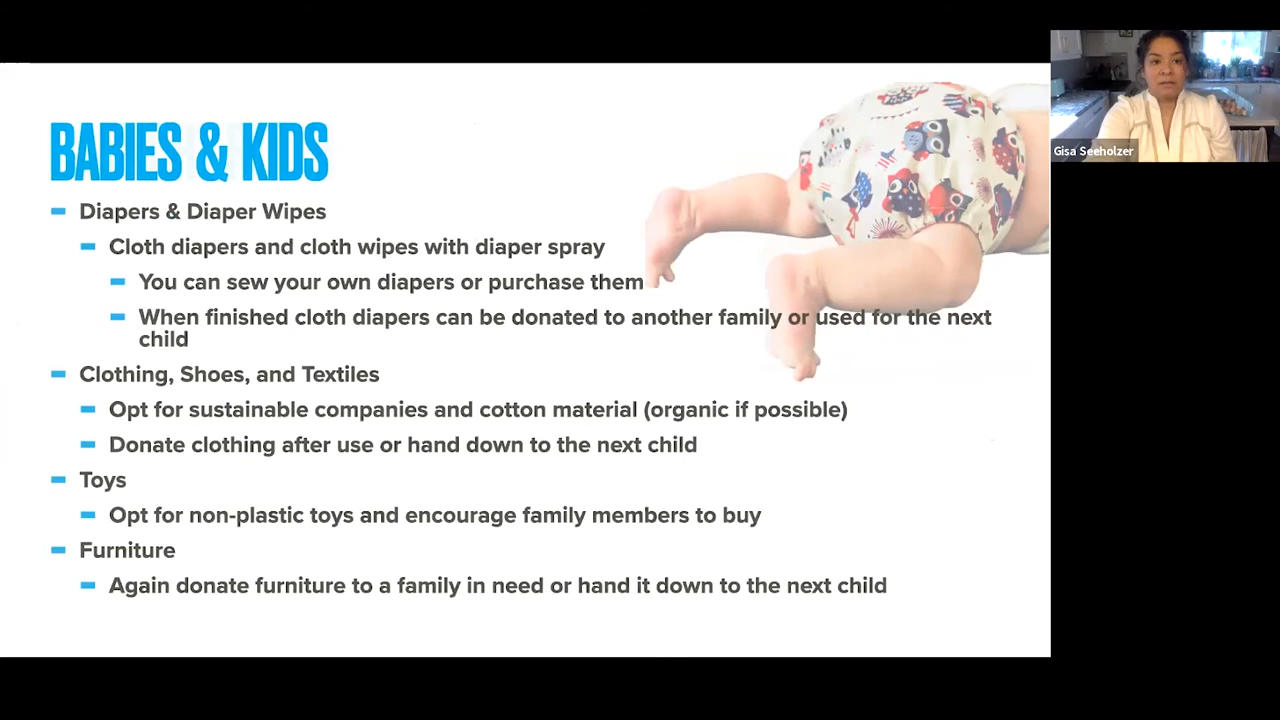 BABIES & KIDS
Diapers & Diaper Wipes
Cloth diapers and cloth wipes with diaper spray
You can sew your own diapers or purchase them
When finished cloth diapers can be donated to another family or used for the next
child
Clothing, Shoes, and Textiles
Opt for sustainable companies and cotton material (organic if possible)
Donate clothing after use or hand down to the next child
Toys
Opt for non-plastic toys and encourage family members to buy
Furniture
Again donate furniture to a family in need or hand it down to the next child
Gisa Seeholzer